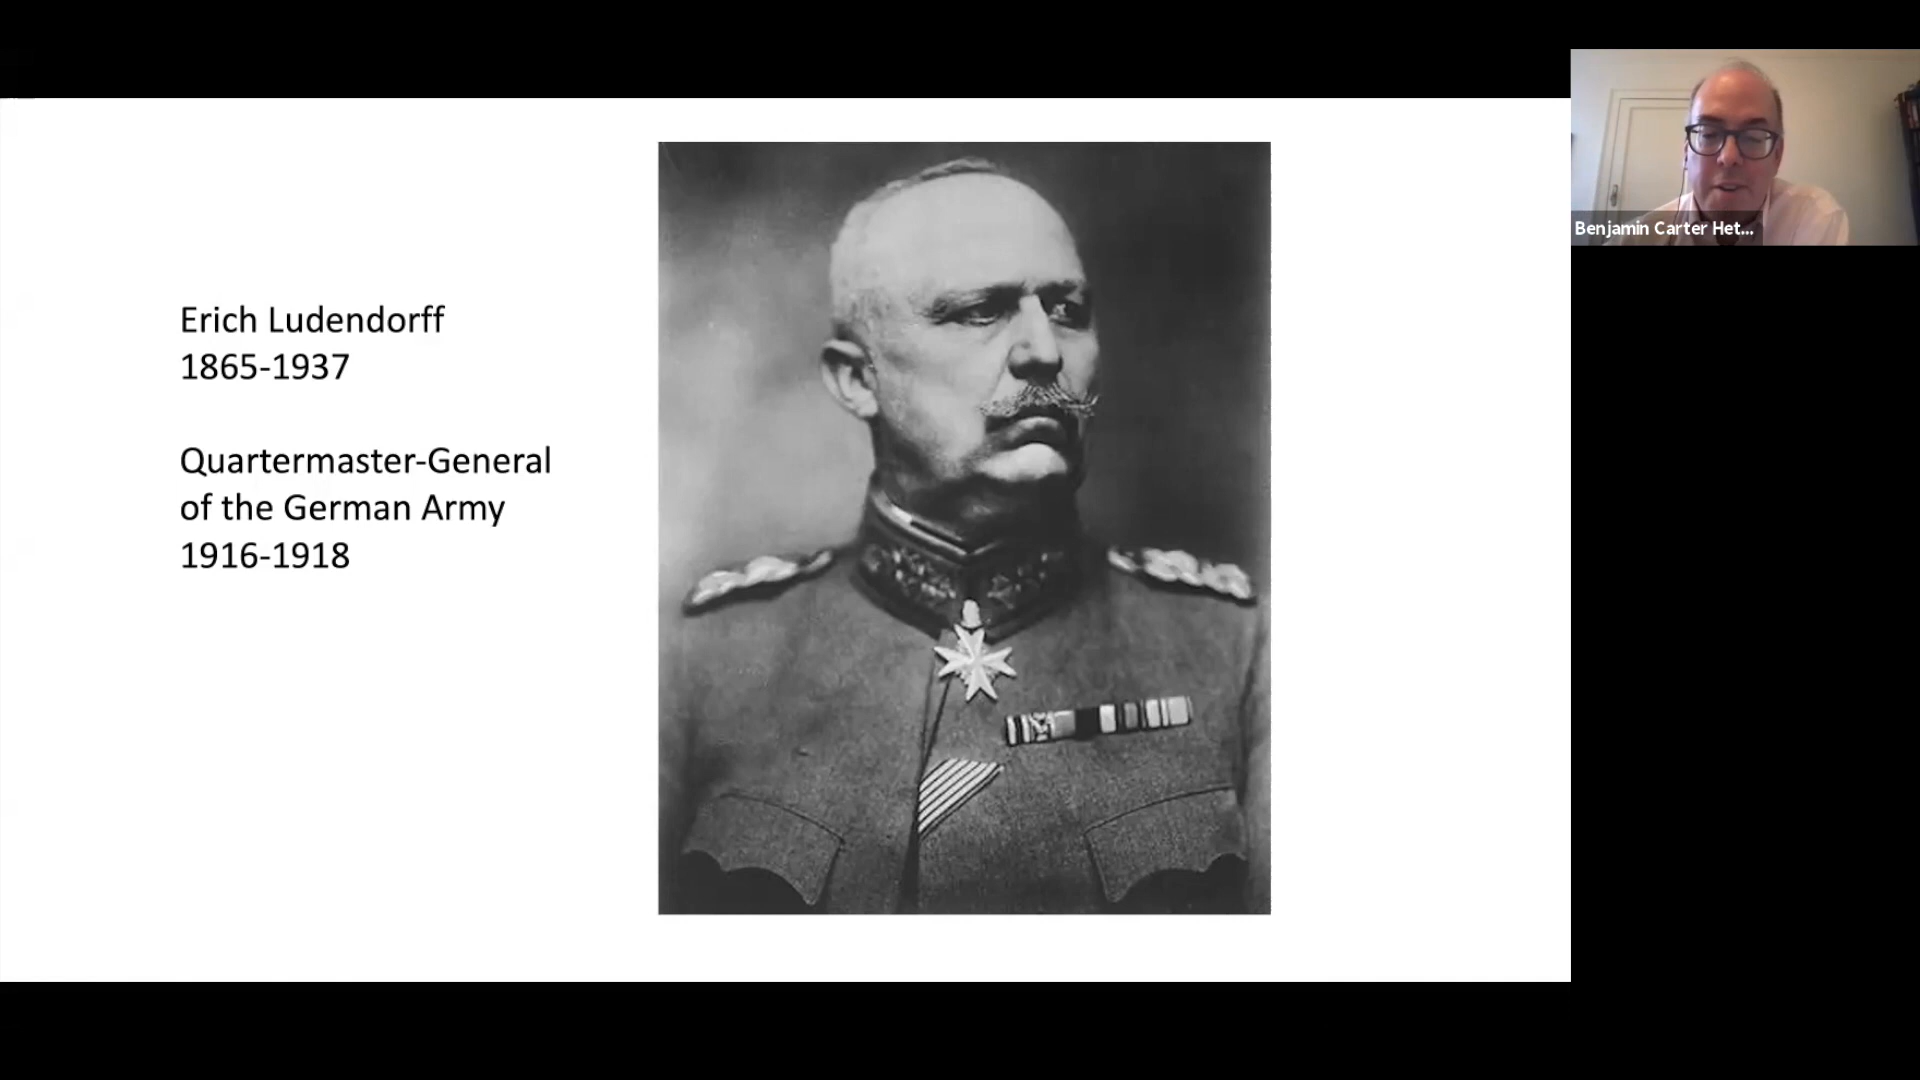 Erich Ludendorff
1865-1937
Quartermaster-General
of the German Army
1916-1918
Benjamin Carter Het...